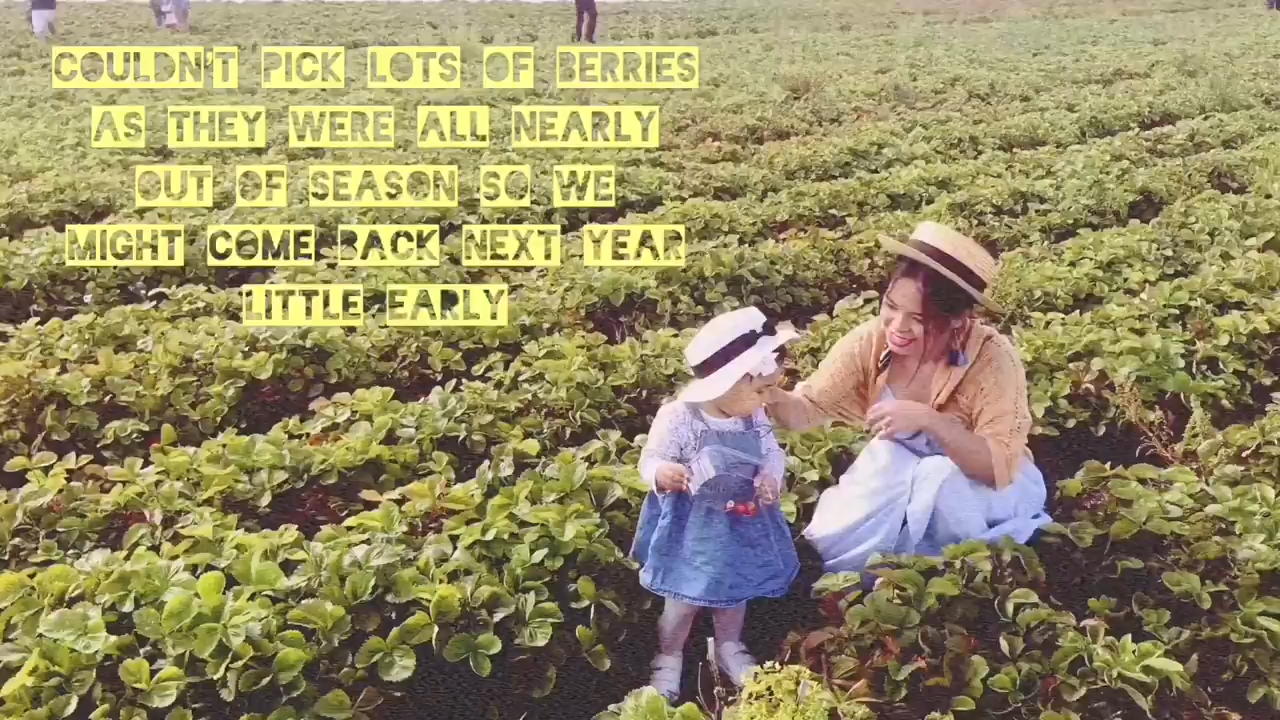 COULDN'T PICK LOTS OF BERRIES
AS THEY WERE ALL NEARLY
OUT OF SEASON SO WE
MIGHT COME BACK NEXT YEAR
LITTLE EARLY